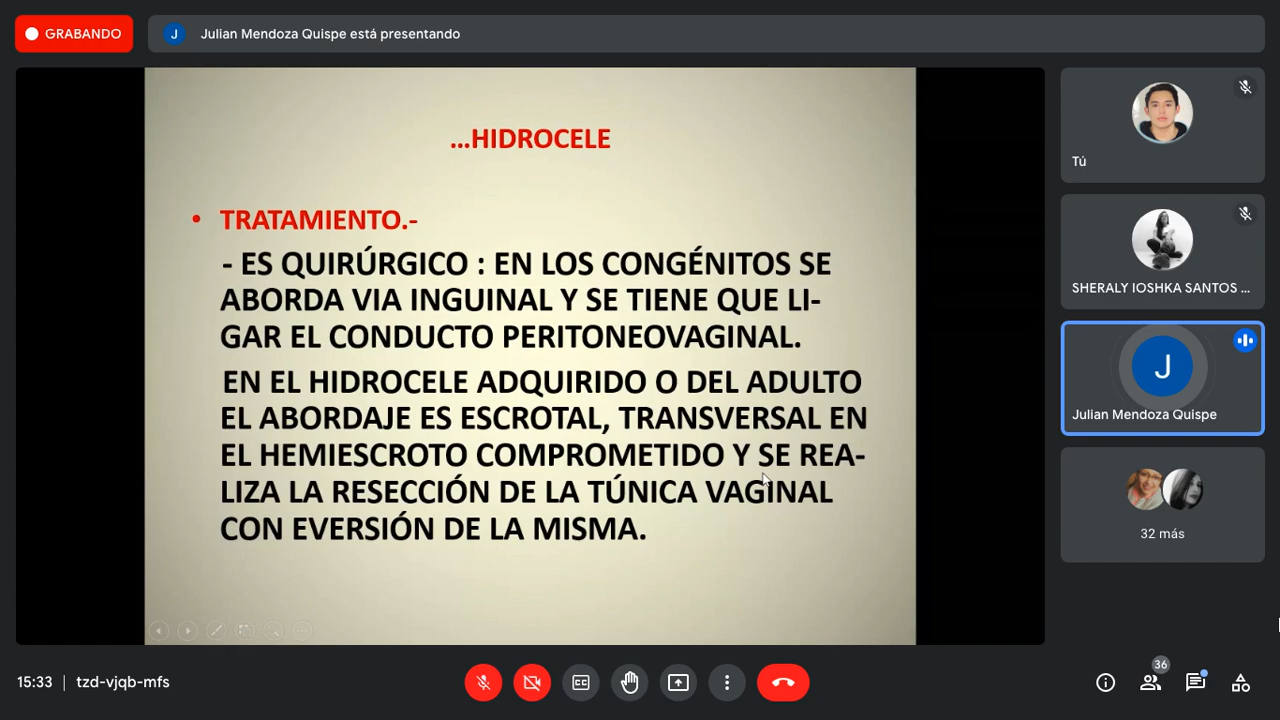 GRABANDO
J
Julian Mendoza Quispe está presentando
...HIDROCELE
• TRATAMIENTO.-
- ES QUIRÚRGICO : EN LOS CONGÉNITOS SE
ABORDA VIA INGUINAL Y SE TIENE QUE LI-
GAR EL CONDUCTO PERITONEOVAGINAL.
EN EL HIDROCELE ADQUIRIDO O DEL ADULTO
EL ABORDAJE ES ESCROTAL, TRANSVERSAL EN
EL HEMIESCROTO COMPROMETIDO Y SE REA-
LIZA LA RESECCIÓN DE LA TÚNICA VAGINAL
CON EVERSIÓN DE LA MISMA.
Tú
SHERALY IOSHKA SANTOS ...
J
Julian Mendoza Quispe
32 más
15:33 | tzd-vjqb-mfs
CC
36